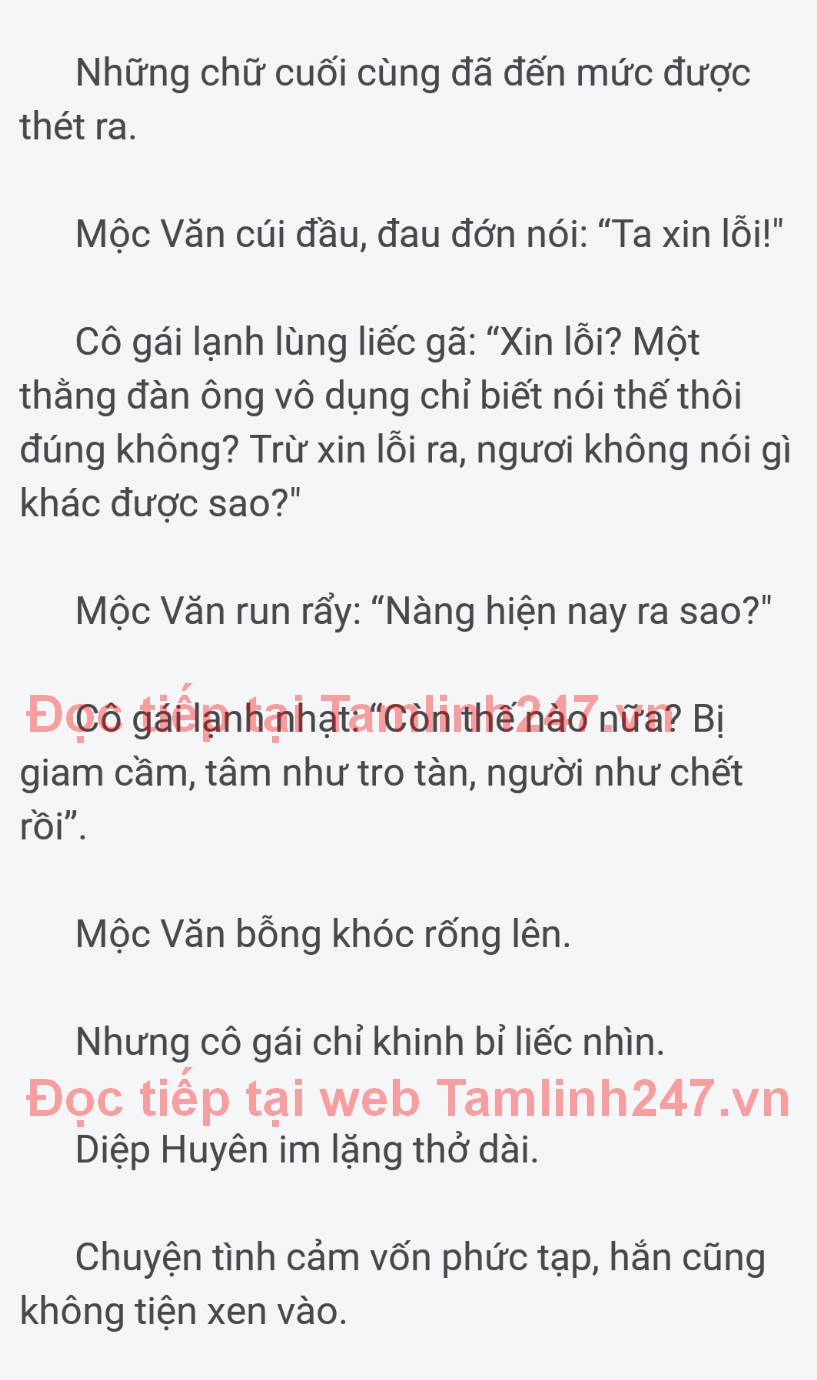 Những chữ cuối cùng đã đến mức được
thét ra.
Mộc Văn cúi đầu, đau đớn nói: “Ta xin lỗi!"
Cô gái lạnh lùng liếc gã: “Xin lỗi? Một
thằng đàn ông vô dụng chỉ biết nói thế thôi
đúng không? Trừ xin lỗi ra, ngươi không nói gì
khác được sao?"
Mộc Văn run rẩy: “Nàng hiện nay ra sao?"
Đọc tiếp tại Tamlinh247.vn
Cô gái lạnh nhạt: “Còn thế nào nữa? Bị
giam cầm, tâm như tro tàn, người như chết
rồi”.
Mộc Văn bỗng khóc rống lên.
Nhưng cô gái chỉ khinh bỉ liếc nhìn.
Đọc tiếp tại web Tamlinh247.vn
Diệp Huyên im lặng thở dài.
Chuyện tình cảm vốn phức tạp, hắn cũng
không tiện xen vào.